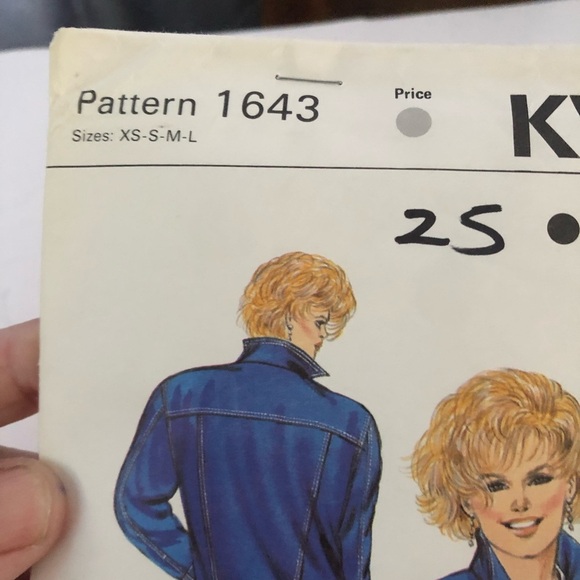 Pattern 1643
Sizes: XS-S-M-L
Price
25